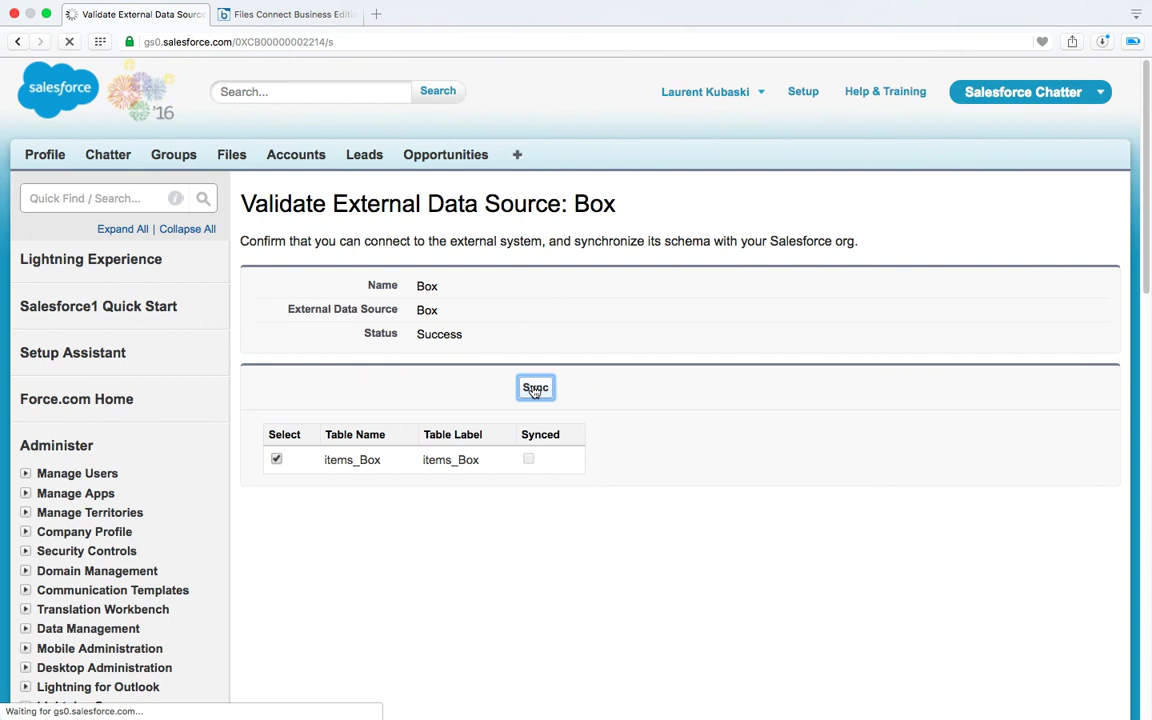 Validate External Data Source
Files Connect Business Editi
gs0.salesforce.com/0XCB00000002214/s
salesforce
'16
Search...
Search
Laurent Kubaski
Setup
Help & Training
Salesforce Chatter
Profile
Chatter
Groups
Files
Accounts
Leads
Opportunities
Quick Find / Search...
Expand All | Collapse All
Lightning Experience
Salesforce1 Quick Start
Setup Assistant
Force.com Home
Administer
Manage Users
Manage Apps
Manage Territories
Company Profile
Security Controls
Domain Management
Communication Templates
Translation Workbench
Data Management
Mobile Administration
Desktop Administration
Lightning for Outlook
Validate External Data Source: Box
Confirm that you can connect to the external system, and synchronize its schema with your Salesforce org.
Name Box
External Data Source Box
Status Success
Sync
Select Table Name Table Label Synced
items_Box items_Box
Waiting for gs0.salesforce.com...